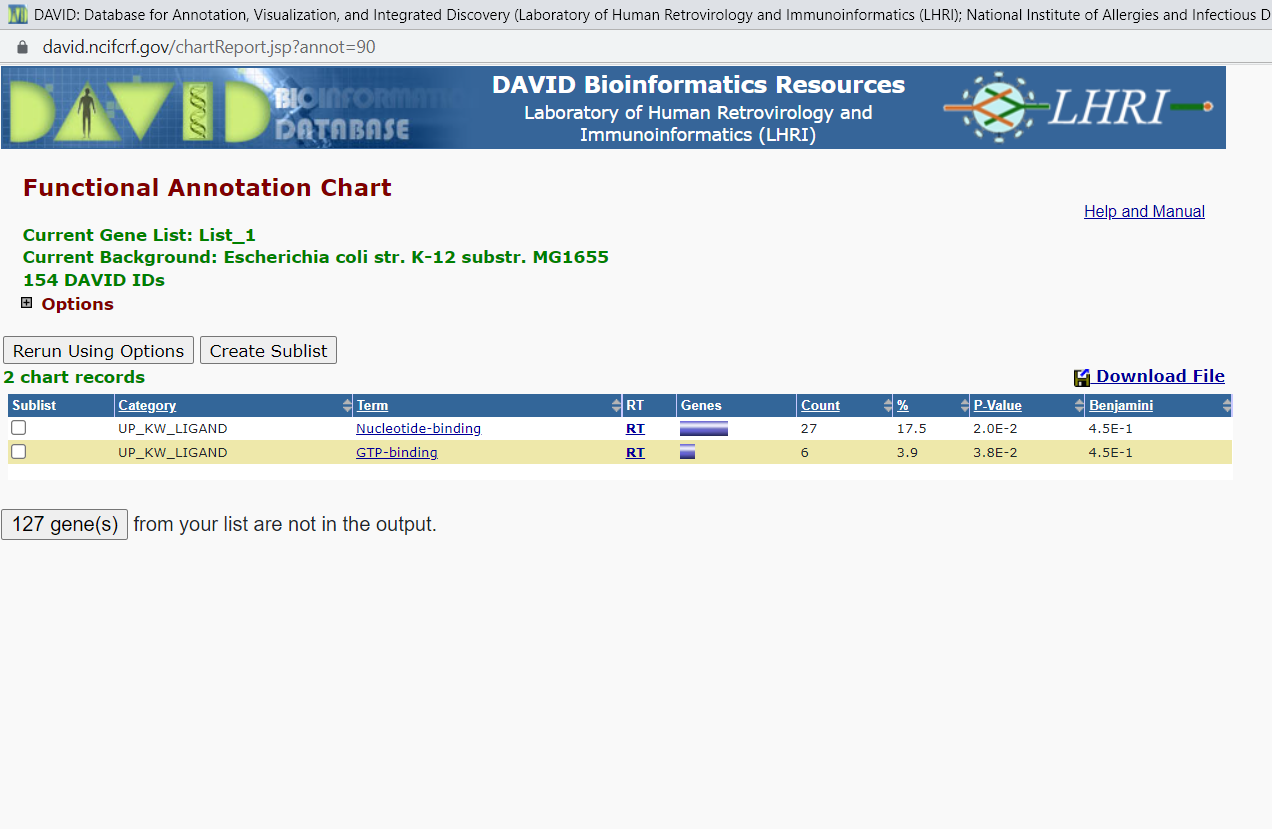 DAVID: Database for Annotation, Visualization, and Integrated Discovery (Laboratory of Human Retrovirology and Immunoinformatics (LHRI); National Institute of Allergies and Infectious D
david.ncifcrf.gov/chartReport.jsp?annot=90
DAVID BIOINFORMATICS DATABASE
DAVID Bioinformatics Resources
Laboratory of Human Retrovirology and
Immunoinformatics (LHRI)
LHRI
Functional Annotation Chart
Help and Manual
Current Gene List: List_1
Current Background: Escherichia coli str. K-12 substr. MG1655
154 DAVID IDs
Options
Rerun Using Options Create Sublist
2 chart records Download File
Sublist Category Term RT Genes Count % P-Value Benjamini
UP_KW_LIGAND Nucleotide-binding RT 27 17.5 2.0E-2 4.5E-1
UP_KW_LIGAND GTP-binding RT 6 3.9 3.8E-2 4.5E-1
127 gene(s) from your list are not in the output.